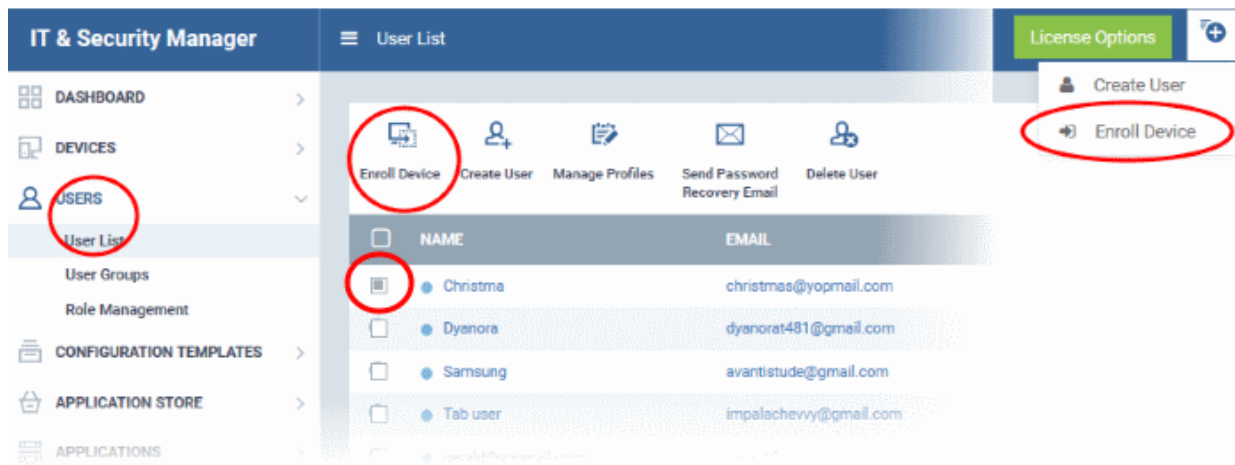 IT & Security Manager
User List
License Options
Create User
Enroll Device
DASHBOARD
DEVICES
USERS
User List
User Groups
Role Management
CONFIGURATION TEMPLATES
APPLICATION STORE
APPLICATIONS
Enroll Device
Create User
Manage Profiles
Send Password
Recovery Email
Delete User
NAME EMAIL
Christma christmas@yopmail.com
Dyanora dyanorat481@gmail.com
Samsung avantistude@gmail.com
Tab user impalachevvy@gmail.com